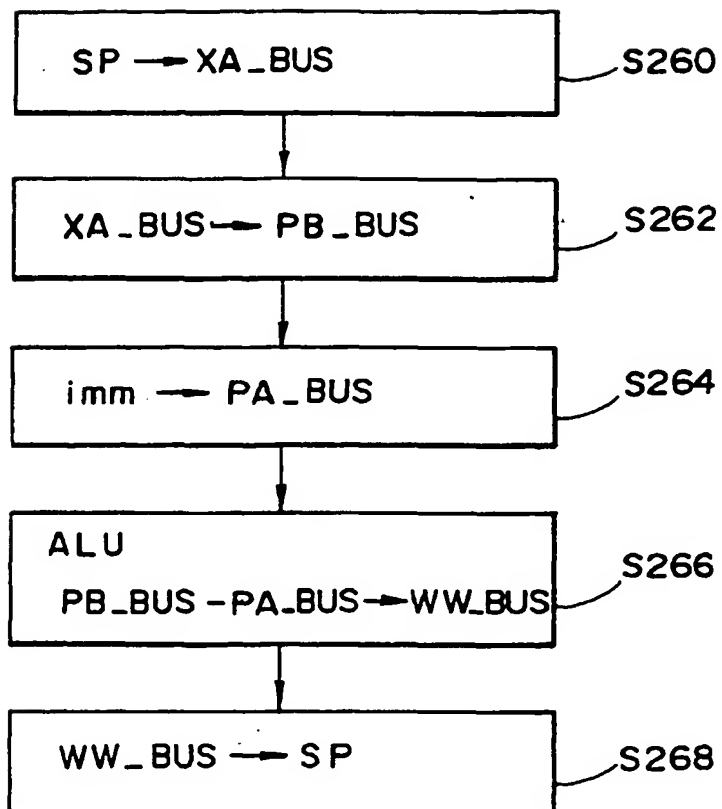 SP → XA_BUS
S260
XA_BUS → PB_BUS
S262
imm → PA_BUS
S264
ALU
PB_BUS – PA_BUS → WW_BUS
S266
WW_BUS → SP
S268